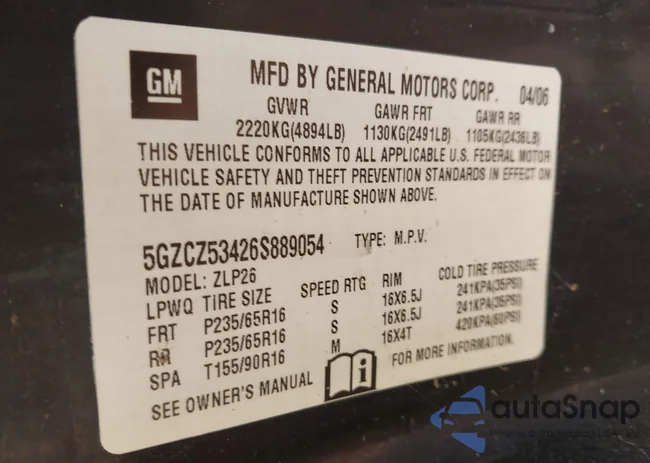 GM
MFD BY GENERAL MOTORS CORP. 04/06
GVWR GAWR FRT GAWR RR
2220KG(4894LB) 1130KG(2491LB) 1105KG(2436LB)
THIS VEHICLE CONFORMS TO ALL APPLICABLE U.S. FEDERAL MOTOR
VEHICLE SAFETY AND THEFT PREVENTION STANDARDS IN EFFECT ON
THE DATE OF MANUFACTURE SHOWN ABOVE.
5GZCZ53426S889054 TYPE: M.P.V.
MODEL: ZLP26
LPWQ TIRE SIZE SPEED RTG RIM COLD TIRE PRESSURE
FRT P235/65R16 S 16X6.5J 241KPA(35PSI)
RR P235/65R16 S 16X6.5J 241KPA(35PSI)
SPA T155/90R16 M 16X4T 420KPA(60PSI)
SEE OWNER'S MANUAL FOR MORE INFORMATION.
autaSnap